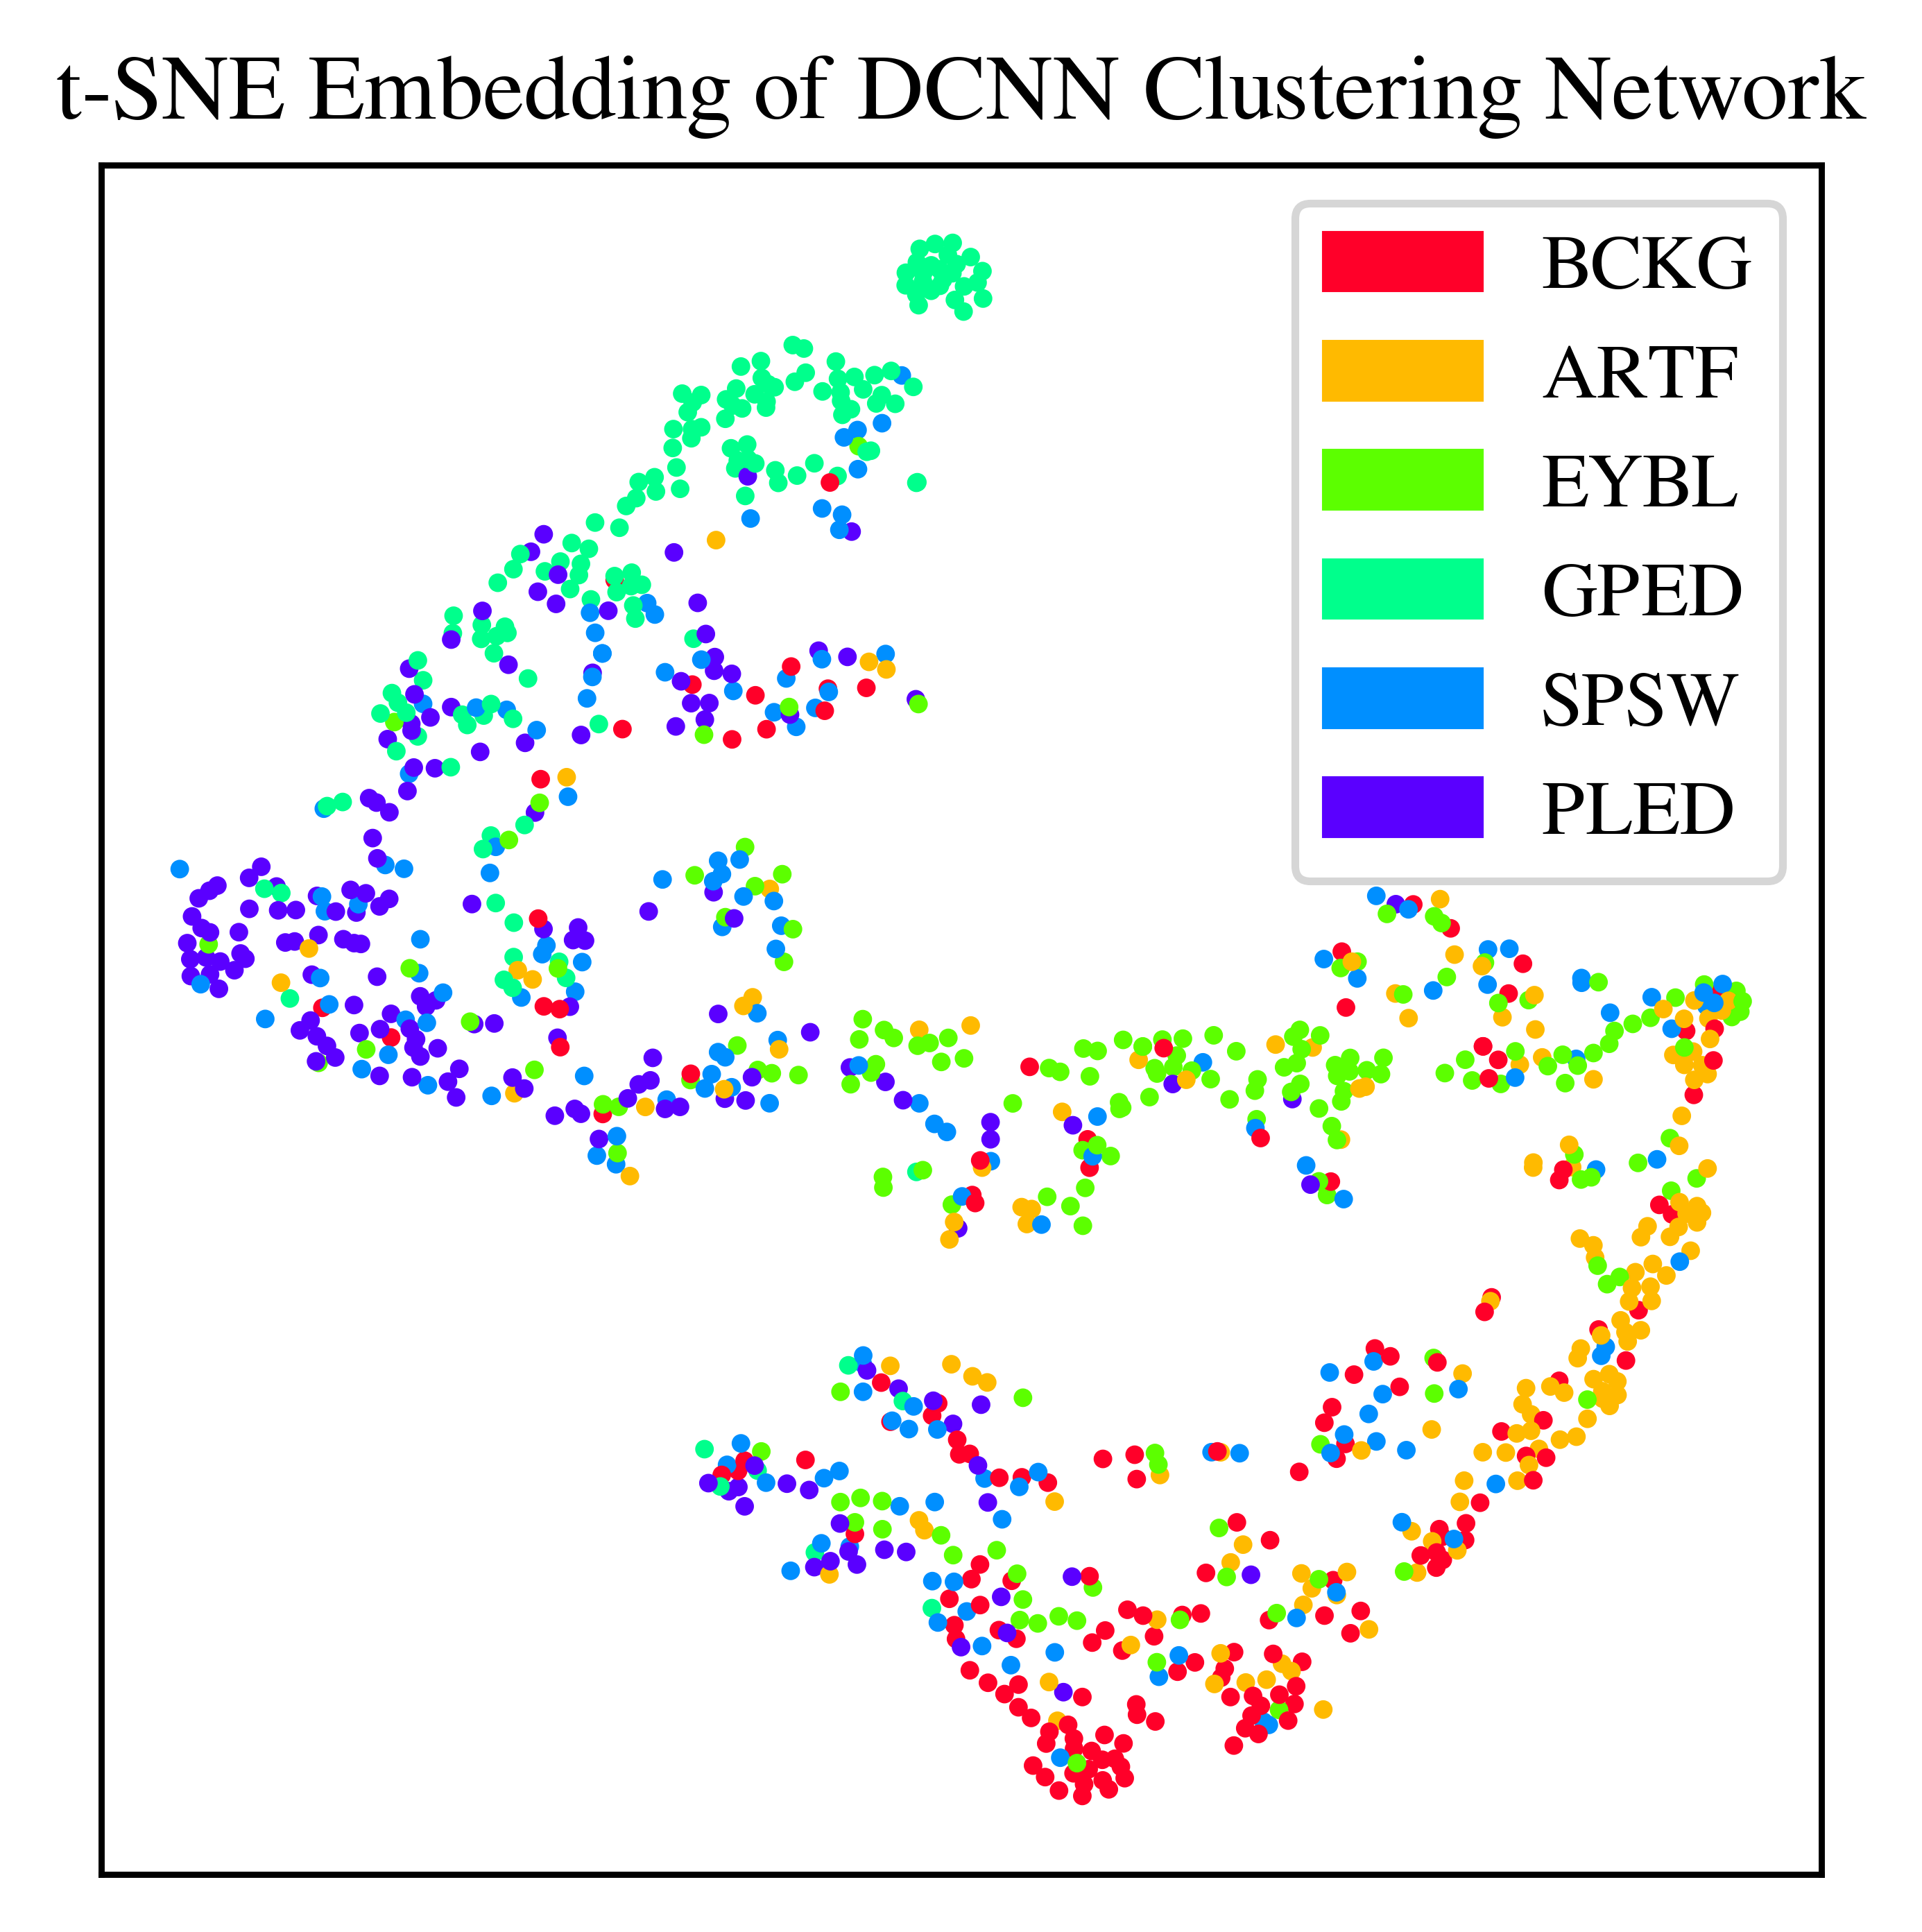 t-SNE Embedding of DCNN Clustering Network
BCKG
ARTF
EYBL
GPED
SPSW
PLED